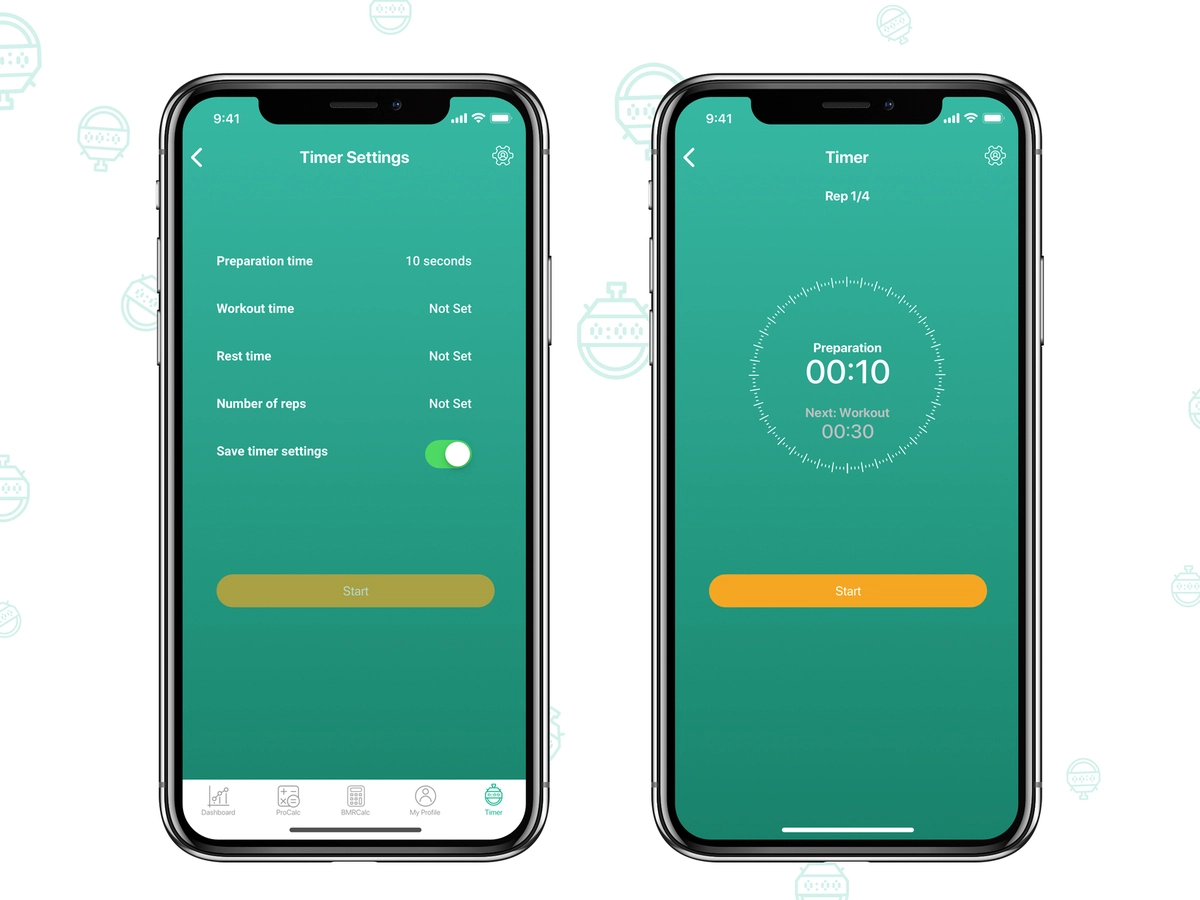 9:41
Timer Settings
Preparation time 10 seconds
Workout time Not Set
Rest time Not Set
Number of reps Not Set
Save timer settings
Start
Dashboard ProCalc BMRCalc My Profile Timer
9:41
Timer
Rep 1/4
Preparation
00:10
Next: Workout
00:30
Start